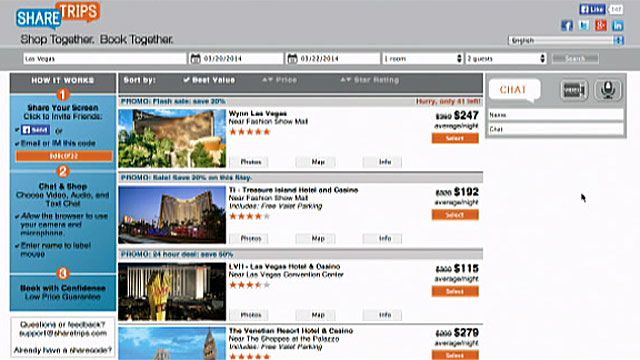 SHARE TRIPS
Shop Together. Book Together.
Like
English
Las Vegas
03/20/2014
03/22/2014
1 room
2 guests
Search
HOW IT WORKS
1
Share Your Screen
Click to Invite Friends:
Send or
Email or IM this code
2
Chat & Shop
Choose Video, Audio, and
Text Chat
Allow the browser to use
your camera and
microphone.
Enter name to label
mouse
3
Book with Confidense
Low Price Guarantee
Questions or feedback?
support@sharetrips.com
Already have a sharecode?
Sort by:
Best Value
Price
Star Rating
PROMO: Flash sale: save 20%
Hurry, only 41 left!
Wynn Las Vegas
Near Fashion Show Mall
$247
average/night
Select
Photos
Map
Info
PROMO: Sale! Save 20% on this Stay.
TI - Treasure Island Hotel and Casino
Near Fashion Show Mall
Includes: Free Valet Parking
$192
average/night
Select
Photos
Map
Info
PROMO: 24 hour deal: save 50%
LVH - Las Vegas Hotel & Casino
Near Las Vegas Convention Center
$115
average/night
Select
Photos
Map
Info
The Venetian Resort Hotel & Casino
Near The Shoppes at the Palazzo
Includes: Free Valet Parking
$279
average/night
Select
CHAT
VIDEO
Name
Chat